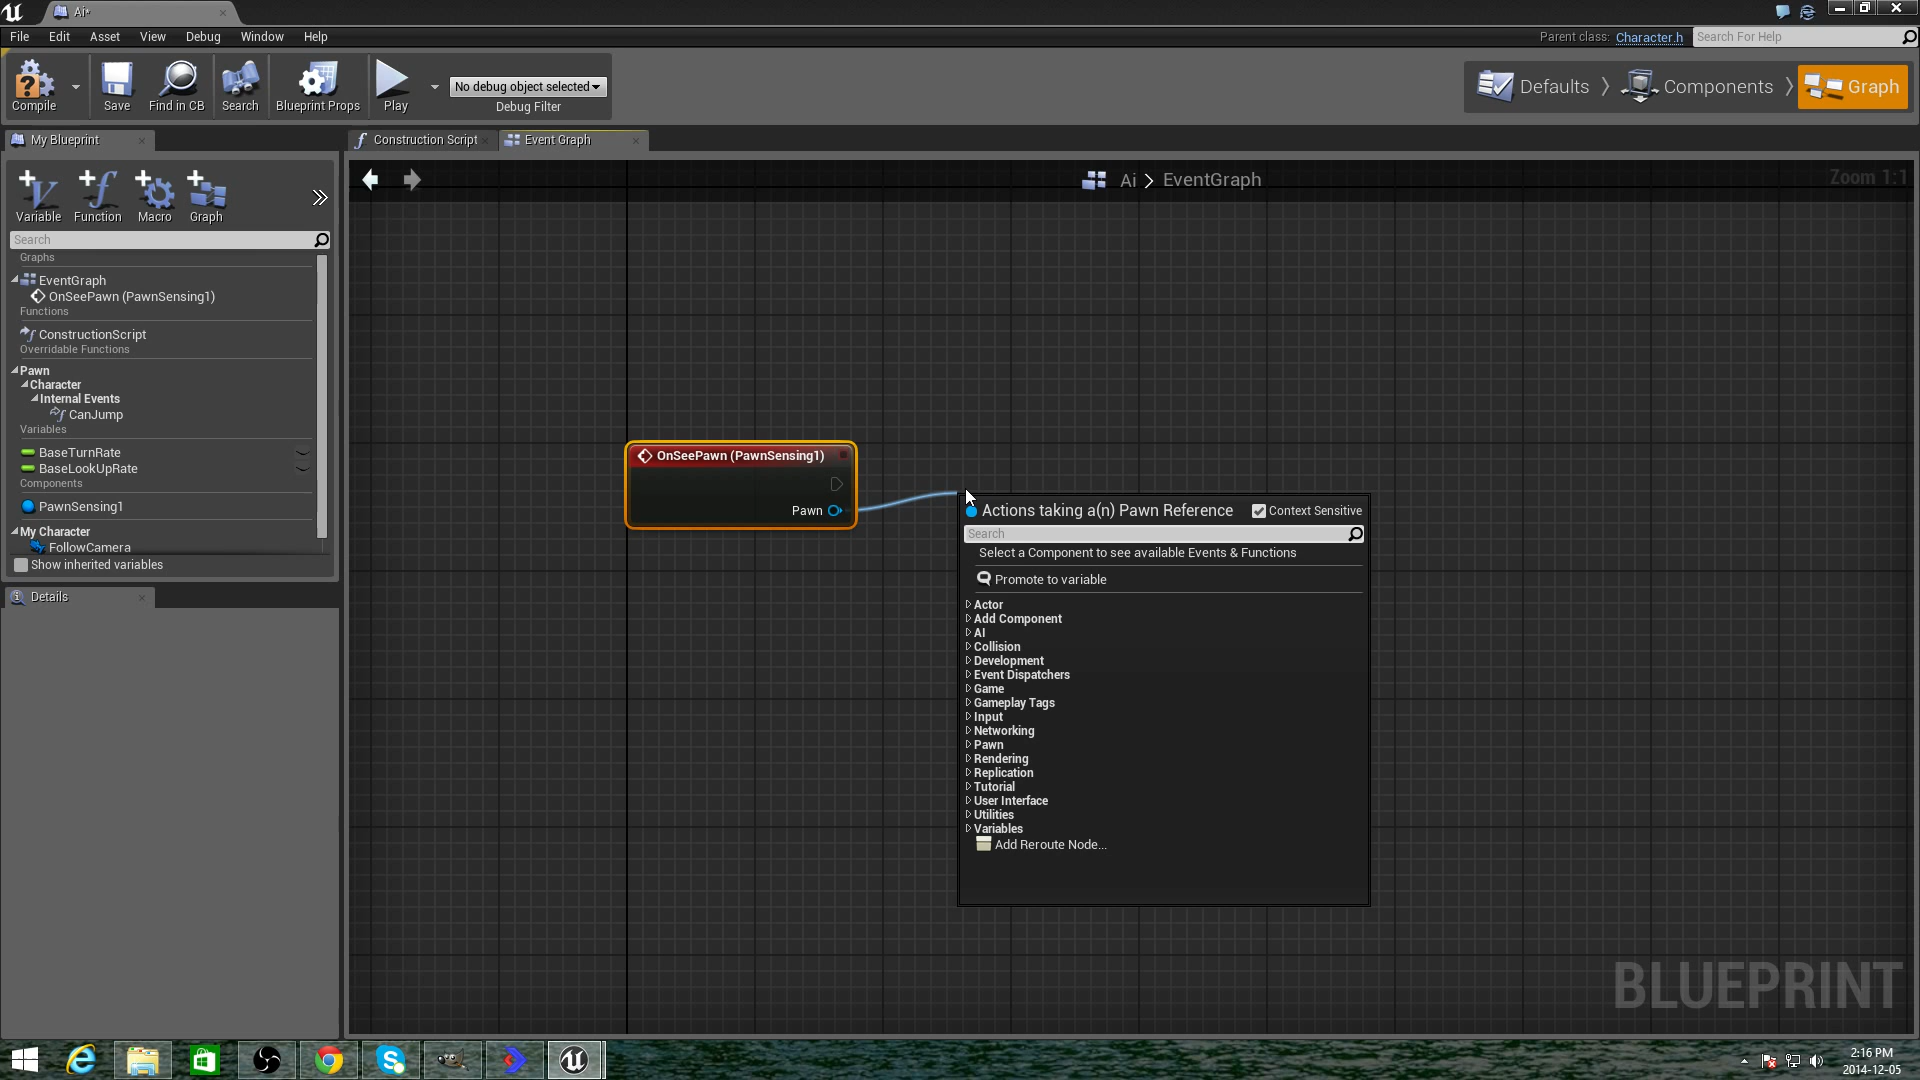 Ai*
File Edit Asset View Debug Window Help
Parent class: Character.h Search For Help
Compile Save Find in CB Search Blueprint Props Play
No debug object selected
Debug Filter
Defaults Components Graph
My Blueprint
Construction Script Event Graph
Variable Function Macro Graph
Ai > EventGraph
Zoom 1:1
Search
Graphs
EventGraph
OnSeePawn (PawnSensing1)
Functions
ConstructionScript
Overridable Functions
Pawn
Character
Internal Events
CanJump
Variables
BaseTurnRate
BaseLookUpRate
Components
PawnSensing1
My Character
FollowCamera
Show inherited variables
Details
OnSeePawn (PawnSensing1)
Pawn
Actions taking a(n) Pawn Reference Context Sensitive
Search
Select a Component to see available Events & Functions
Promote to variable
Actor
Add Component
AI
Collision
Development
Event Dispatchers
Game
Gameplay Tags
Input
Networking
Pawn
Rendering
Replication
Tutorial
User Interface
Utilities
Variables
Add Reroute Node...
BLUEPRINT
2:16 PM
2014-12-05